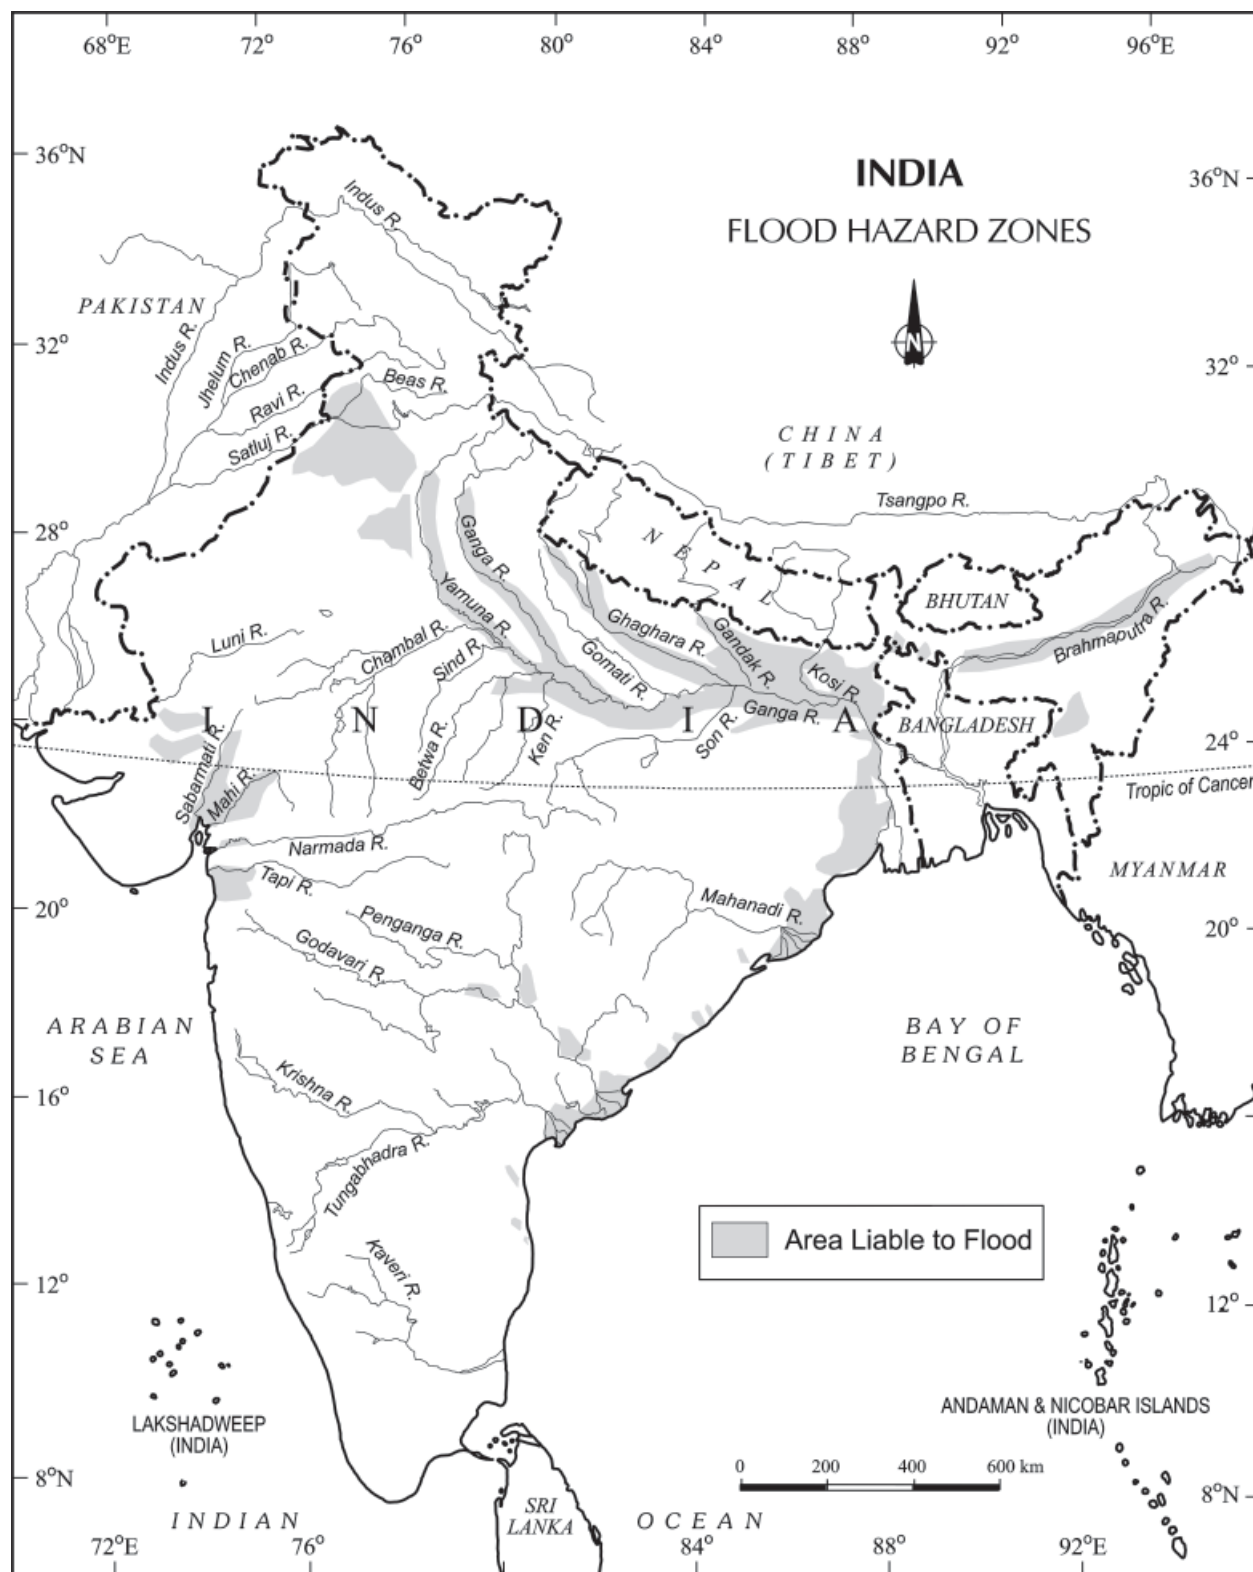 68°E 72° 76° 80° 84° 88° 92° 96°E
36°N
INDIA
36°N
FLOOD HAZARD ZONES
Indus R.
PAKISTAN
N
32°
Indus R.
Jhelum R.
Chenab R.
32°
Beas R.
Ravi R.
Satluj R.
CHINA
(TIBET)
Tsangpo R.
28°
NEPAL
28°
Ganga R.
BHUTAN
Yamuna R.
Ghaghara R.
Gandak R.
Brahmaputra R.
Luni R.
Chambal R.
Sind R.
Gomati R.
Kosi R.
I N D I A
Ganga R.
BANGLADESH
Betwa R.
Ken R.
Son R.
24°
Sabarmati R.
Mahi R.
Tropic of Cancer
Narmada R.
Tapi R.
MYANMAR
20°
Mahanadi R.
Penganga R.
20°
Godavari R.
ARABIAN
SEA
BAY OF
BENGAL
Krishna R.
16°
Tungabhadra R.
Area Liable to Flood
Kaveri R.
12°
12°
LAKSHADWEEP
(INDIA)
ANDAMAN & NICOBAR ISLANDS
(INDIA)
8°N
0 200 400 600 km
8°N
SRI
LANKA
INDIAN OCEAN
72°E 76° 84° 88° 92°E